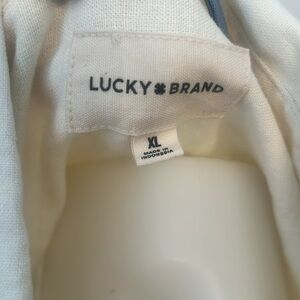 LUCKY BRAND
XL
MADE IN
INDONESIA